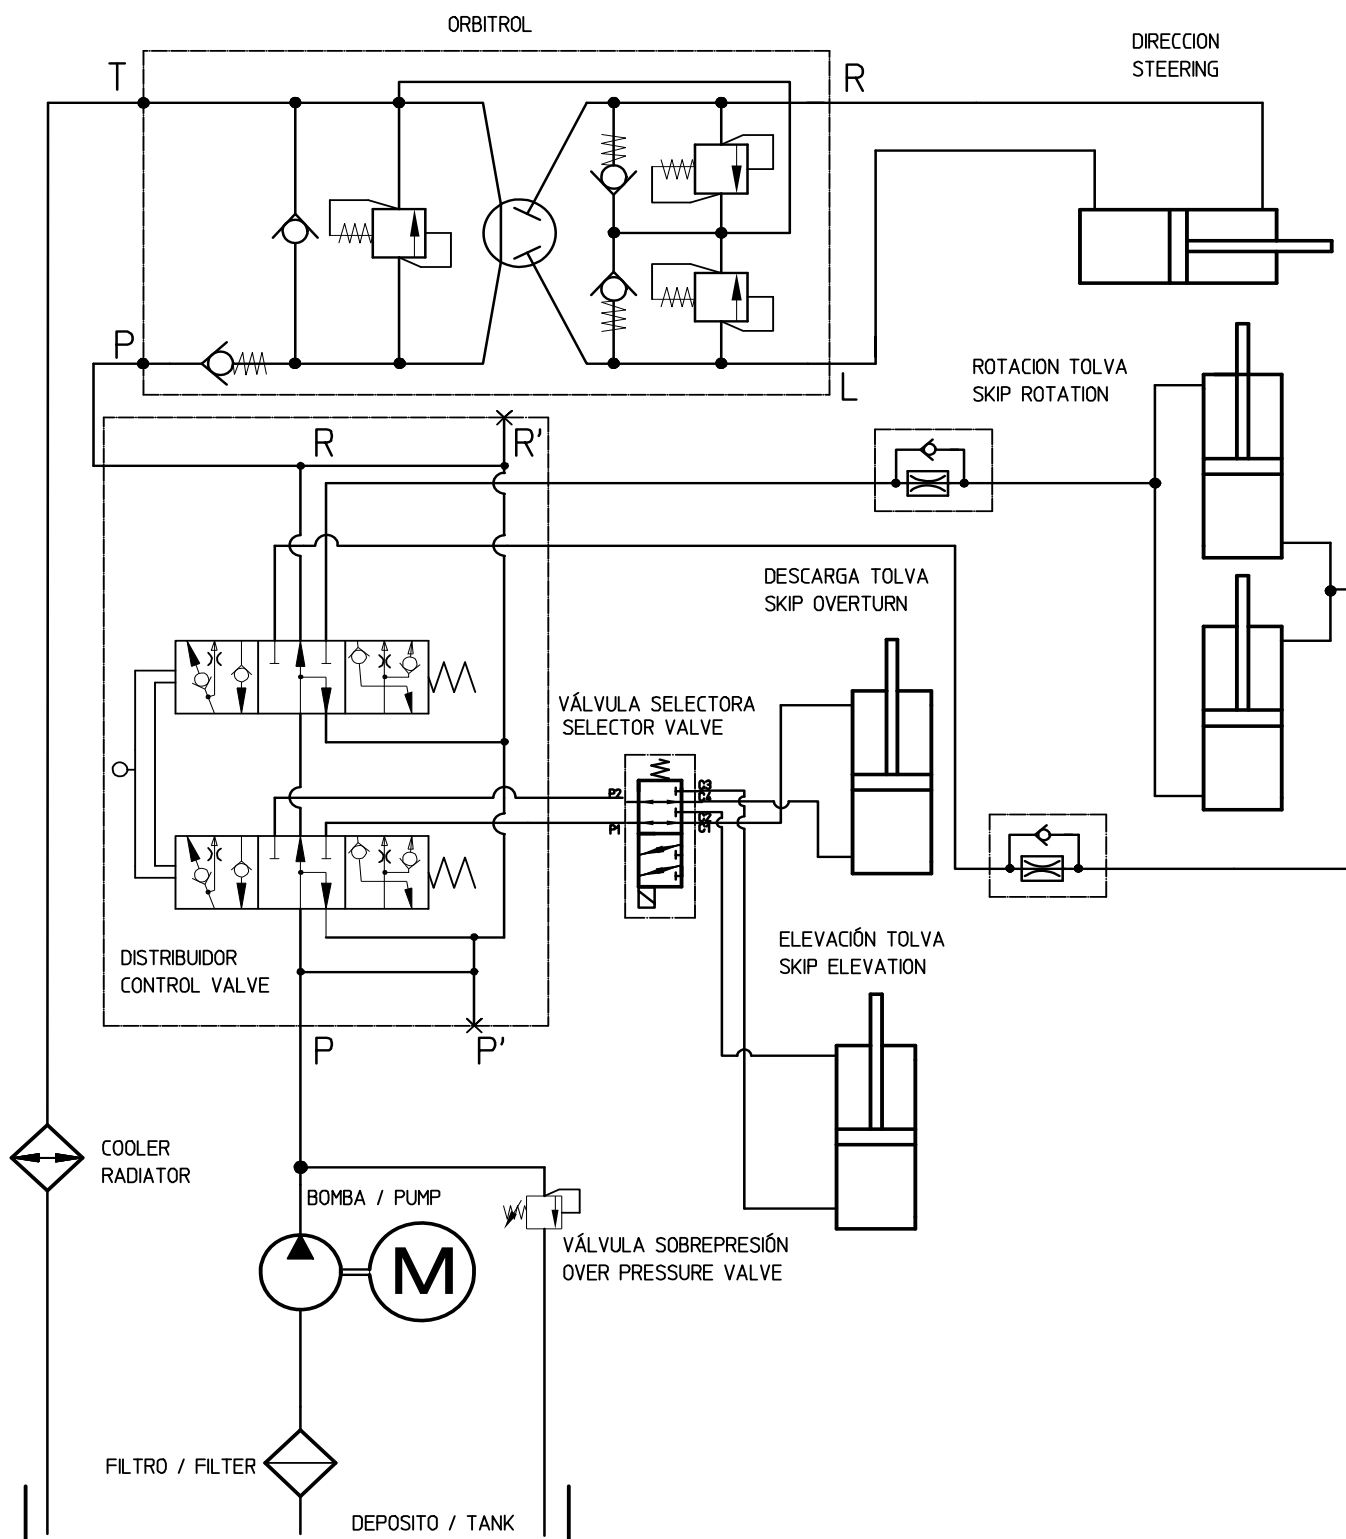 ORBITROL
DIRECCION
STEERING
T
R
P
L
ROTACION TOLVA
SKIP ROTATION
R
R'
DESCARGA TOLVA
SKIP OVERTURN
VÁLVULA SELECTORA
SELECTOR VALVE
P2
C3
C4
P1
C2
C1
DISTRIBUIDOR
CONTROL VALVE
ELEVACIÓN TOLVA
SKIP ELEVATION
P
P'
COOLER
RADIATOR
BOMBA / PUMP
M
VÁLVULA SOBREPRESIÓN
OVER PRESSURE VALVE
FILTRO / FILTER
DEPOSITO / TANK